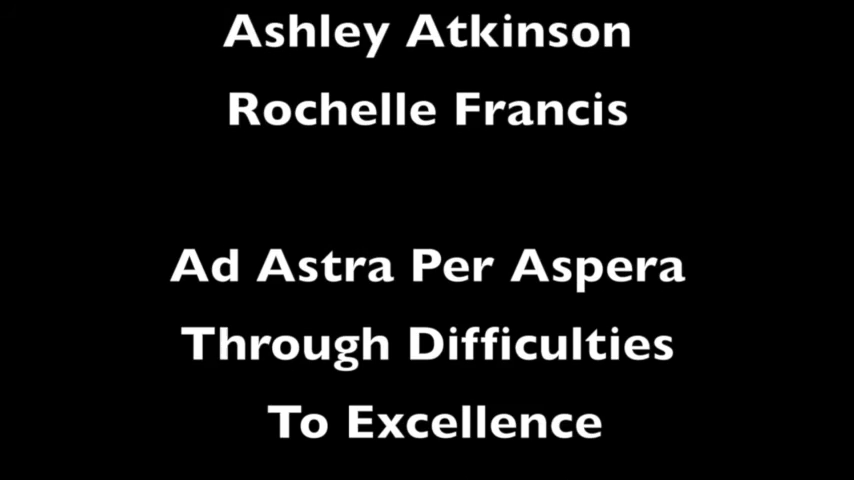 Ashley Atkinson
Rochelle Francis
Ad Astra Per Aspera
Through Difficulties
To Excellence